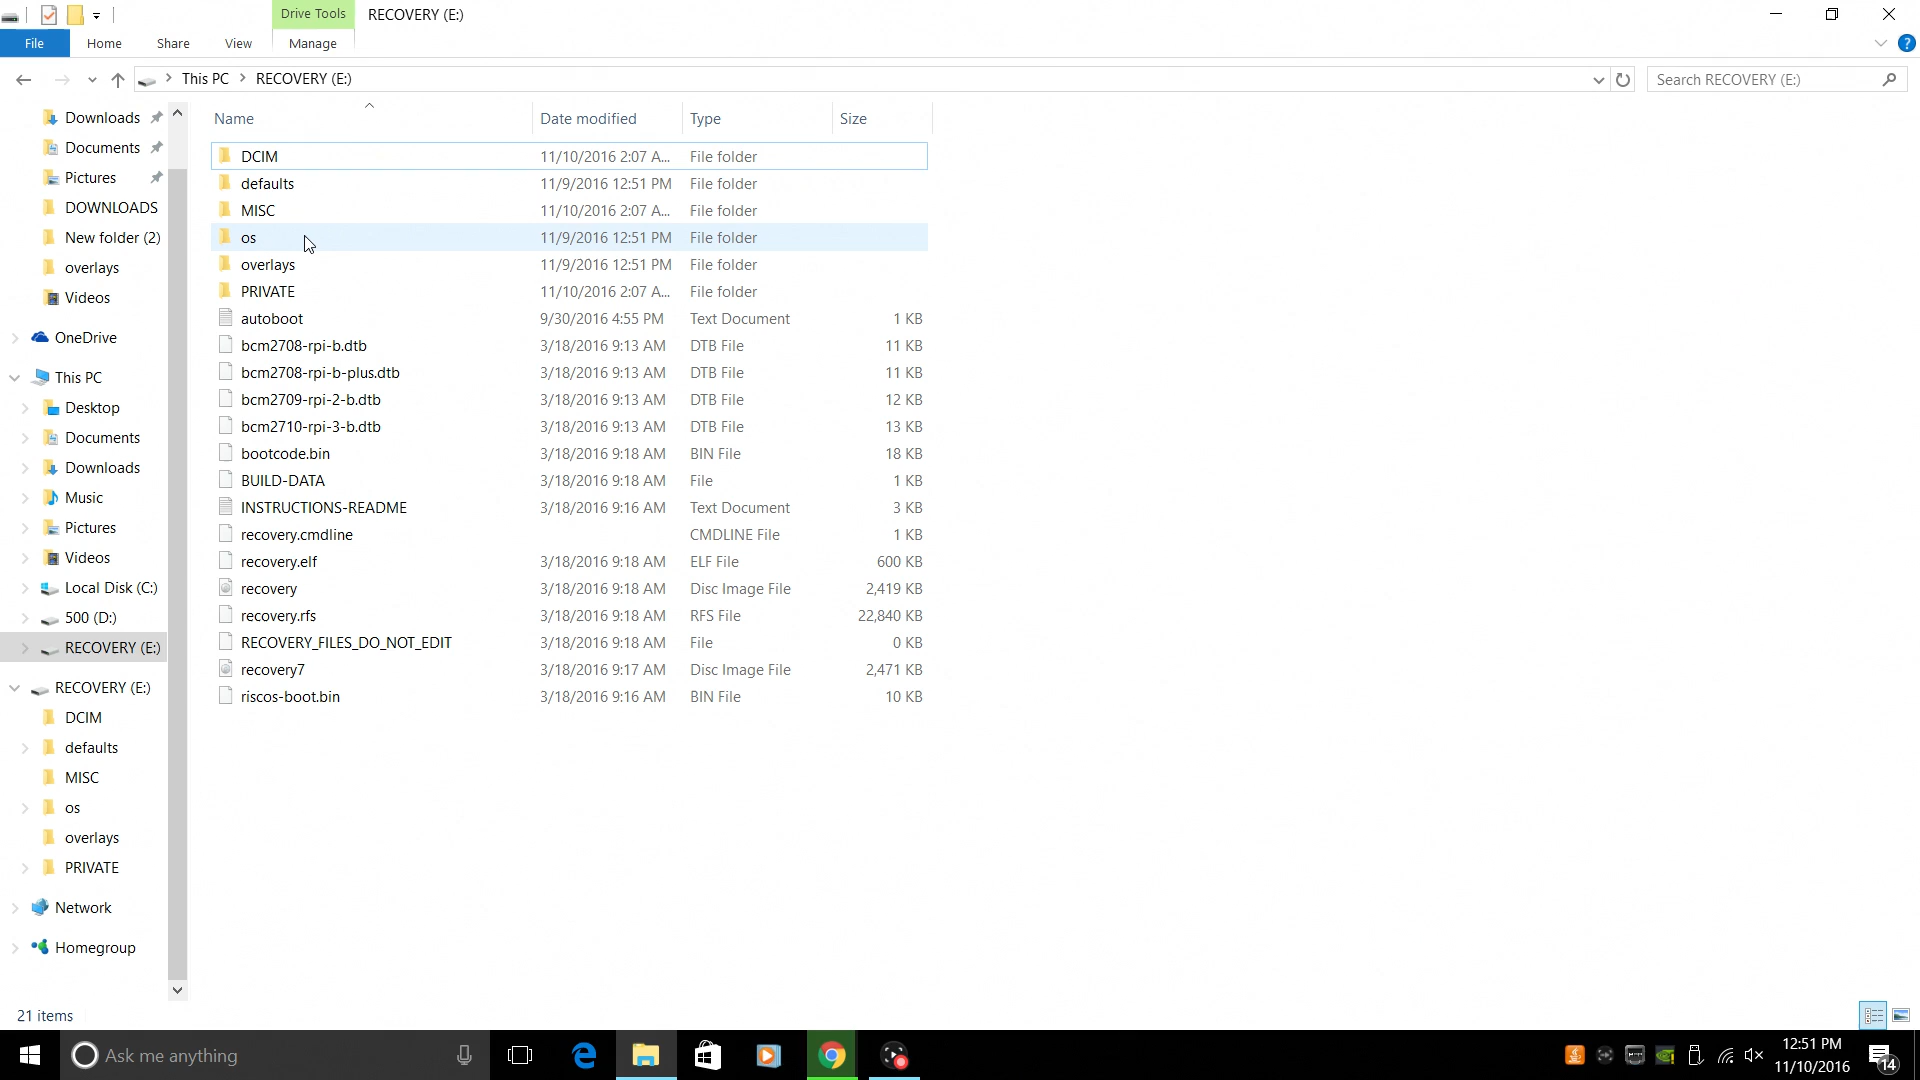 Drive Tools RECOVERY (E:)
File Home Share View Manage
This PC RECOVERY (E:) Search RECOVERY (E:)
Name Date modified Type Size
DCIM 11/10/2016 2:07 A... File folder
defaults 11/9/2016 12:51 PM File folder
MISC 11/10/2016 2:07 A... File folder
os 11/9/2016 12:51 PM File folder
overlays 11/9/2016 12:51 PM File folder
PRIVATE 11/10/2016 2:07 A... File folder
autoboot 9/30/2016 4:55 PM Text Document 1 KB
bcm2708-rpi-b.dtb 3/18/2016 9:13 AM DTB File 11 KB
bcm2708-rpi-b-plus.dtb 3/18/2016 9:13 AM DTB File 11 KB
bcm2709-rpi-2-b.dtb 3/18/2016 9:13 AM DTB File 12 KB
bcm2710-rpi-3-b.dtb 3/18/2016 9:13 AM DTB File 13 KB
bootcode.bin 3/18/2016 9:18 AM BIN File 18 KB
BUILD-DATA 3/18/2016 9:18 AM File 1 KB
INSTRUCTIONS-README 3/18/2016 9:16 AM Text Document 3 KB
recovery.cmdline CMDLINE File 1 KB
recovery.elf 3/18/2016 9:18 AM ELF File 600 KB
recovery 3/18/2016 9:18 AM Disc Image File 2,419 KB
recovery.rfs 3/18/2016 9:18 AM RFS File 22,840 KB
RECOVERY_FILES_DO_NOT_EDIT 3/18/2016 9:18 AM File 0 KB
recovery7 3/18/2016 9:17 AM Disc Image File 2,471 KB
riscos-boot.bin 3/18/2016 9:16 AM BIN File 10 KB
Downloads
Documents
Pictures
DOWNLOADS
New folder (2)
overlays
Videos
OneDrive
This PC
Desktop
Documents
Downloads
Music
Pictures
Videos
Local Disk (C:)
500 (D:)
RECOVERY (E:)
RECOVERY (E:)
DCIM
defaults
MISC
os
overlays
PRIVATE
Network
Homegroup
21 items
Ask me anything
12:51 PM
11/10/2016
14